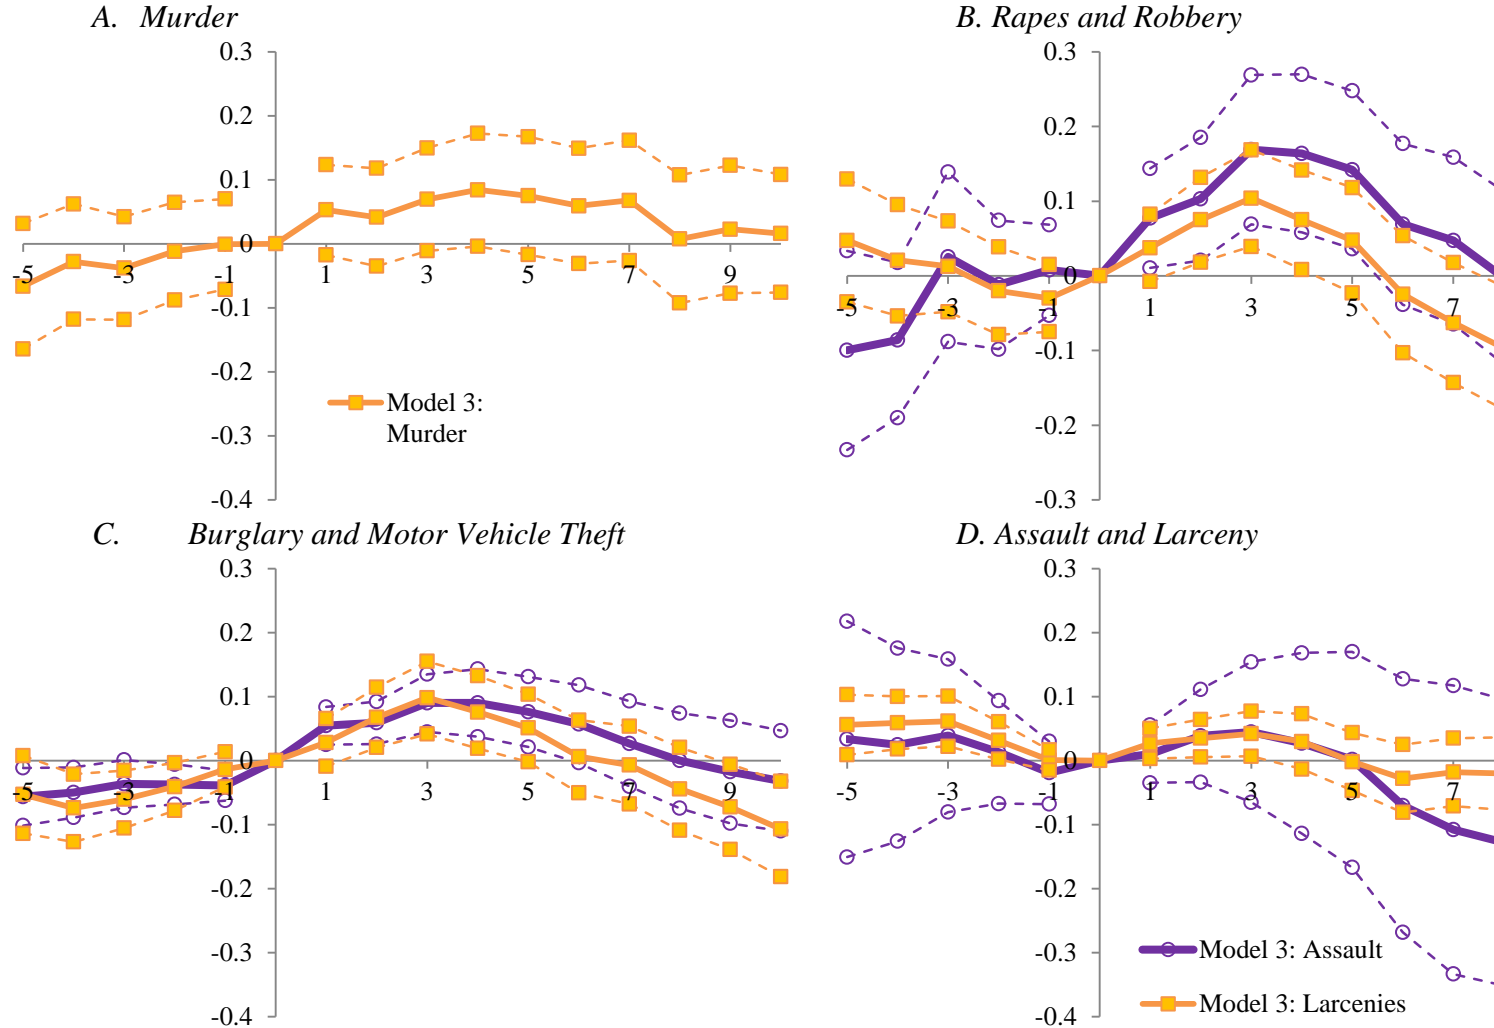 A. Murder
B. Rapes and Robbery
0.3
0.2
0.1
0
-0.1
-0.2
-0.3
-0.4
-5 -3 -1 1 3 5 7 9
Model 3:
Murder
0.3
0.2
0.1
0
-0.1
-0.2
-0.3
-5 -3 -1 1 3 5 7
C. Burglary and Motor Vehicle Theft
D. Assault and Larceny
0.3
0.2
0.1
0
-0.1
-0.2
-0.3
-0.4
-5 -3 -1 1 3 5 7 9
0.3
0.2
0.1
0
-0.1
-0.2
-0.3
-0.4
-5 -3 -1 1 3 5 7
Model 3: Assault
Model 3: Larcenies